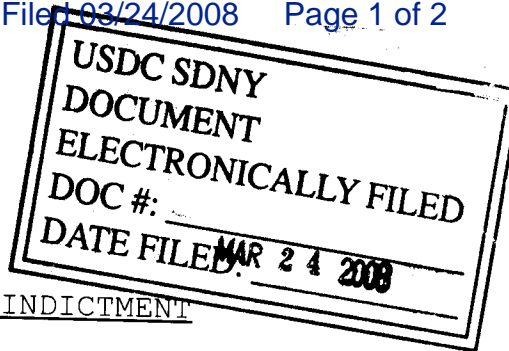 Filed 03/24/2008 Page 1 of 2
USDC SDNY
DOCUMENT
ELECTRONICALLY FILED
DOC #:
DATE FILED: MAR 24 2008
INDICTMENT